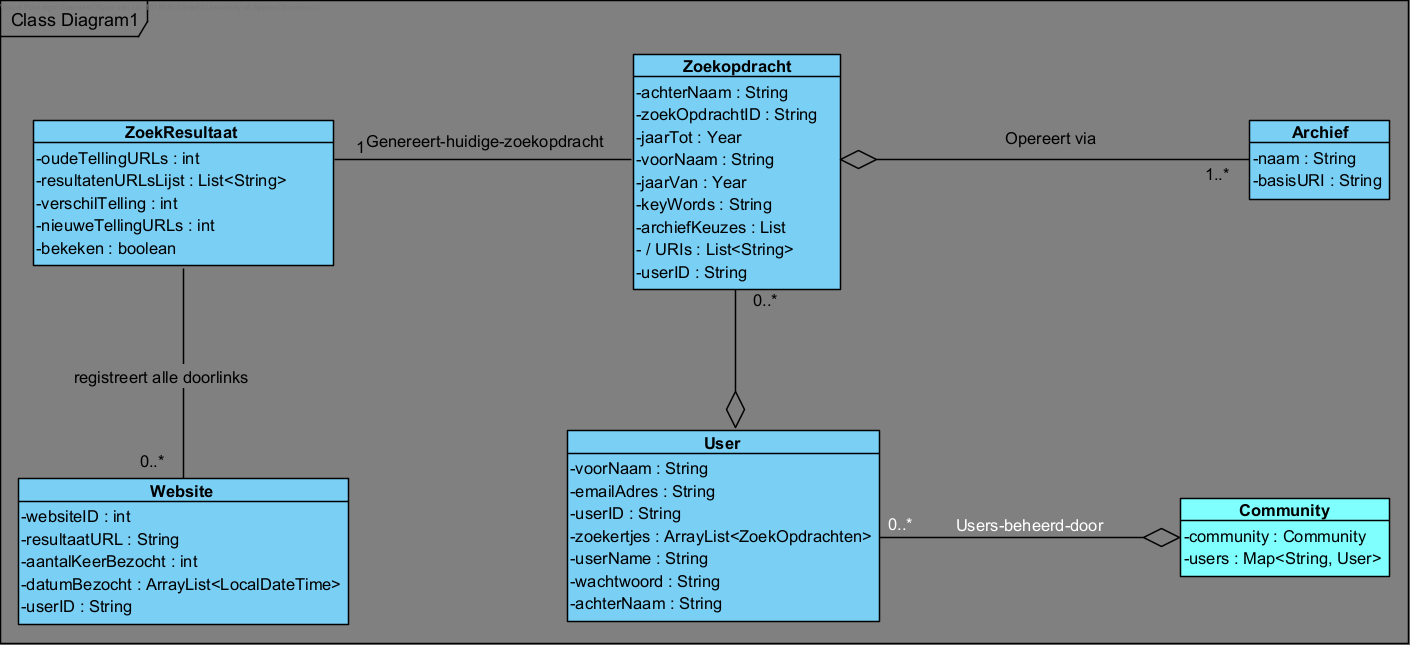 Class Diagram1
Zoekopdracht
-achterNaam : String
-zoekOpdrachtID : String
-jaarTot : Year
-voorNaam : String
-jaarVan : Year
-keyWords : String
-archiefKeuzes : List
- / URIs : List<String>
-userID : String
ZoekResultaat
-oudeTellingURLs : int
-resultatenURLsLijst : List<String>
-verschilTelling : int
-nieuweTellingURLs : int
-bekeken : boolean
1
Genereert-huidige-zoekopdracht
Opereert via
1..*
Archief
-naam : String
-basisURI : String
0..*
registreert alle doorlinks
0..*
Website
-websiteID : int
-resultaatURL : String
-aantalKeerBezocht : int
-datumBezocht : ArrayList<LocalDateTime>
-userID : String
User
-voorNaam : String
-emailAdres : String
-userID : String
-zoekertjes : ArrayList<ZoekOpdrachten>
-userName : String
-wachtwoord : String
-achterNaam : String
0..*
Users-beheerd-door
Community
-community : Community
-users : Map<String, User>